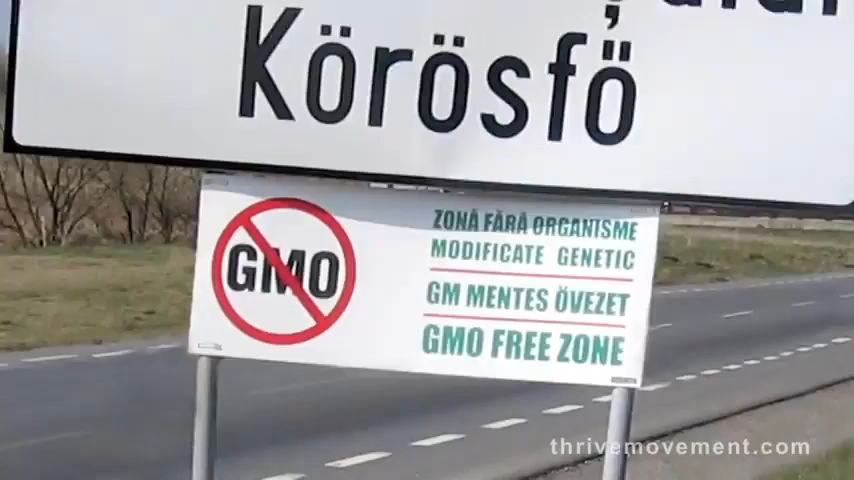 Körösfő
GMO
ZONĂ FĂRĂ ORGANISME
MODIFICATE GENETIC
GM MENTES ÖVEZET
GMO FREE ZONE
thrivemovement.com